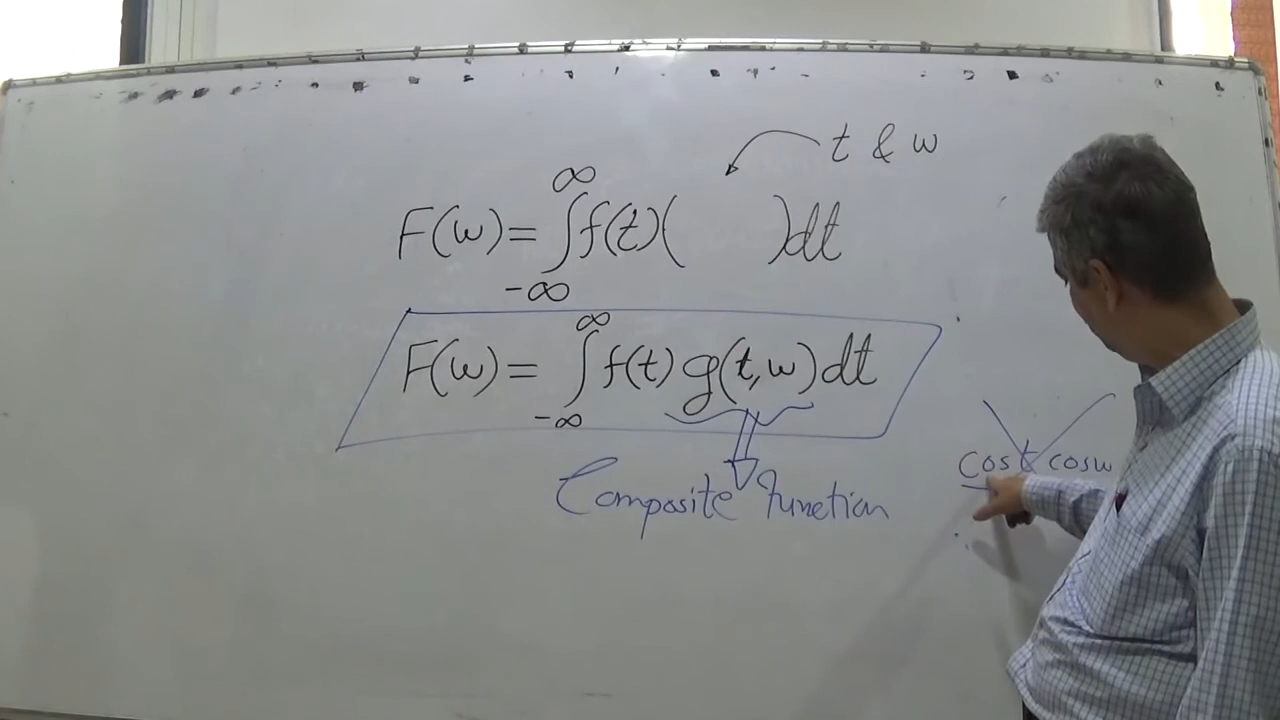 t & w
F(w) = ∫_{-∞}^{∞} f(t) ( ) dt
F(w) = ∫_{-∞}^{∞} f(t) g(t,w) dt
Composite Function
cost cosw